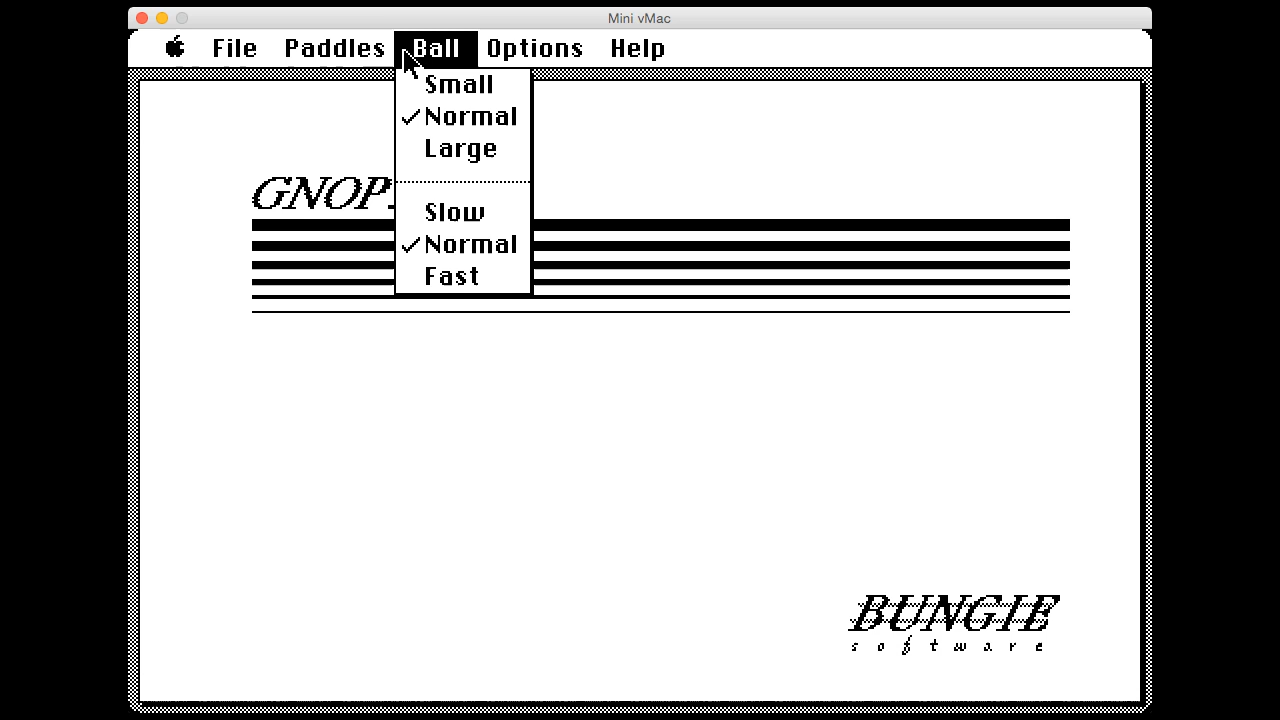 Mini vMac
File Paddles Ball Options Help
Small
Normal
Large
Slow
Normal
Fast
GNOP
BUNGIE
software